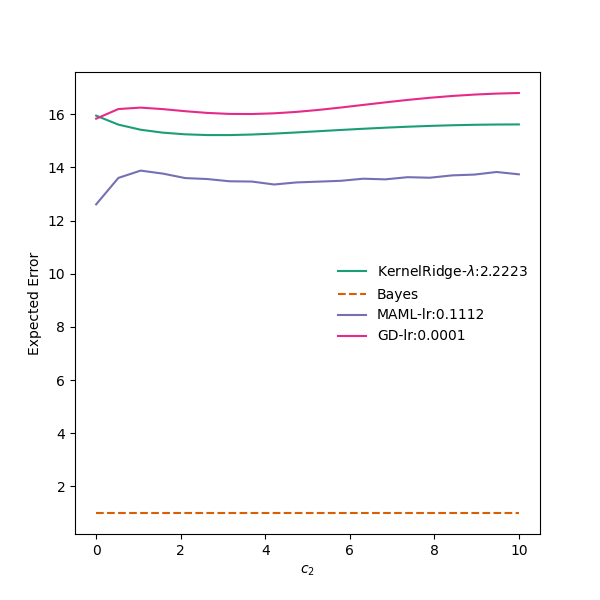 Expected Error
16
14
12
10
8
6
4
2
KernelRidge-λ:2.2223
Bayes
MAML-lr:0.1112
GD-lr:0.0001
0 2 4 6 8 10
c₂